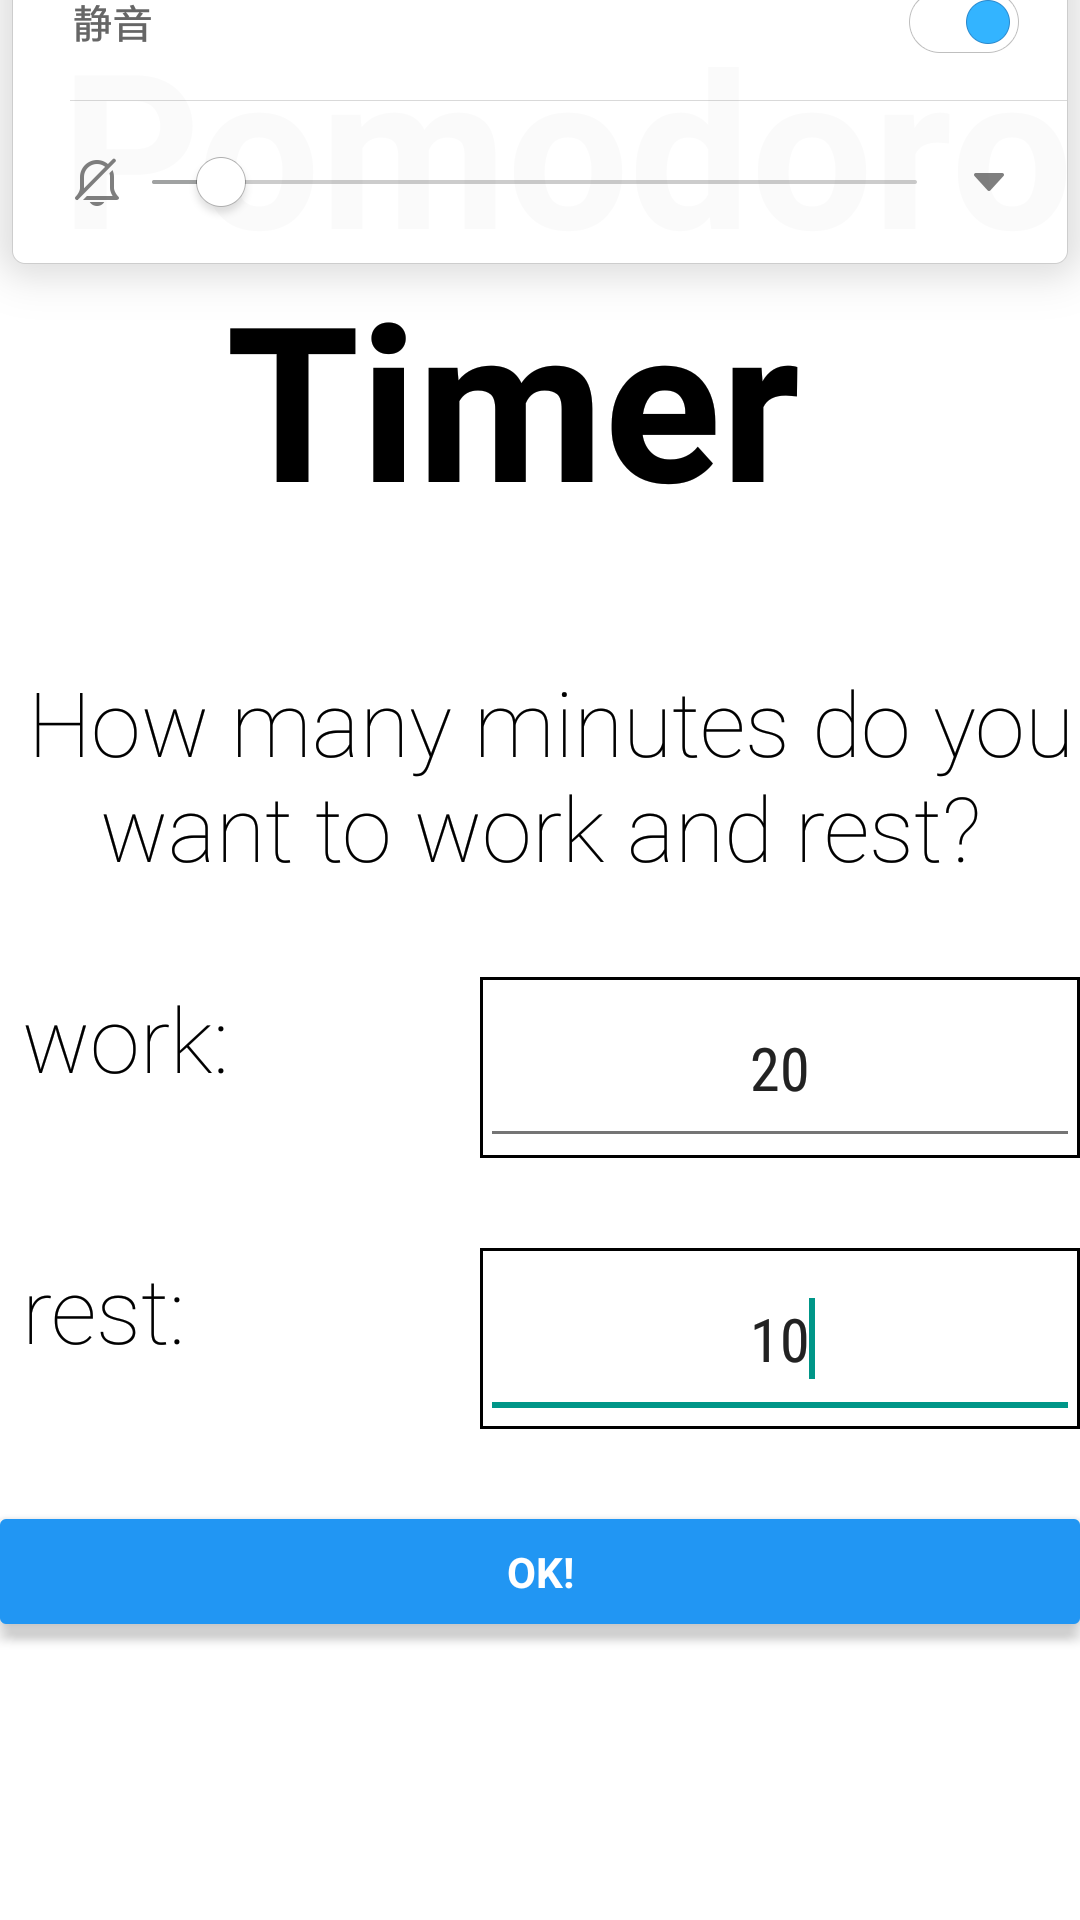 静音
Pomodoro
Timer
How many minutes do you
want to work and rest?
work:
20
rest:
10
OK!